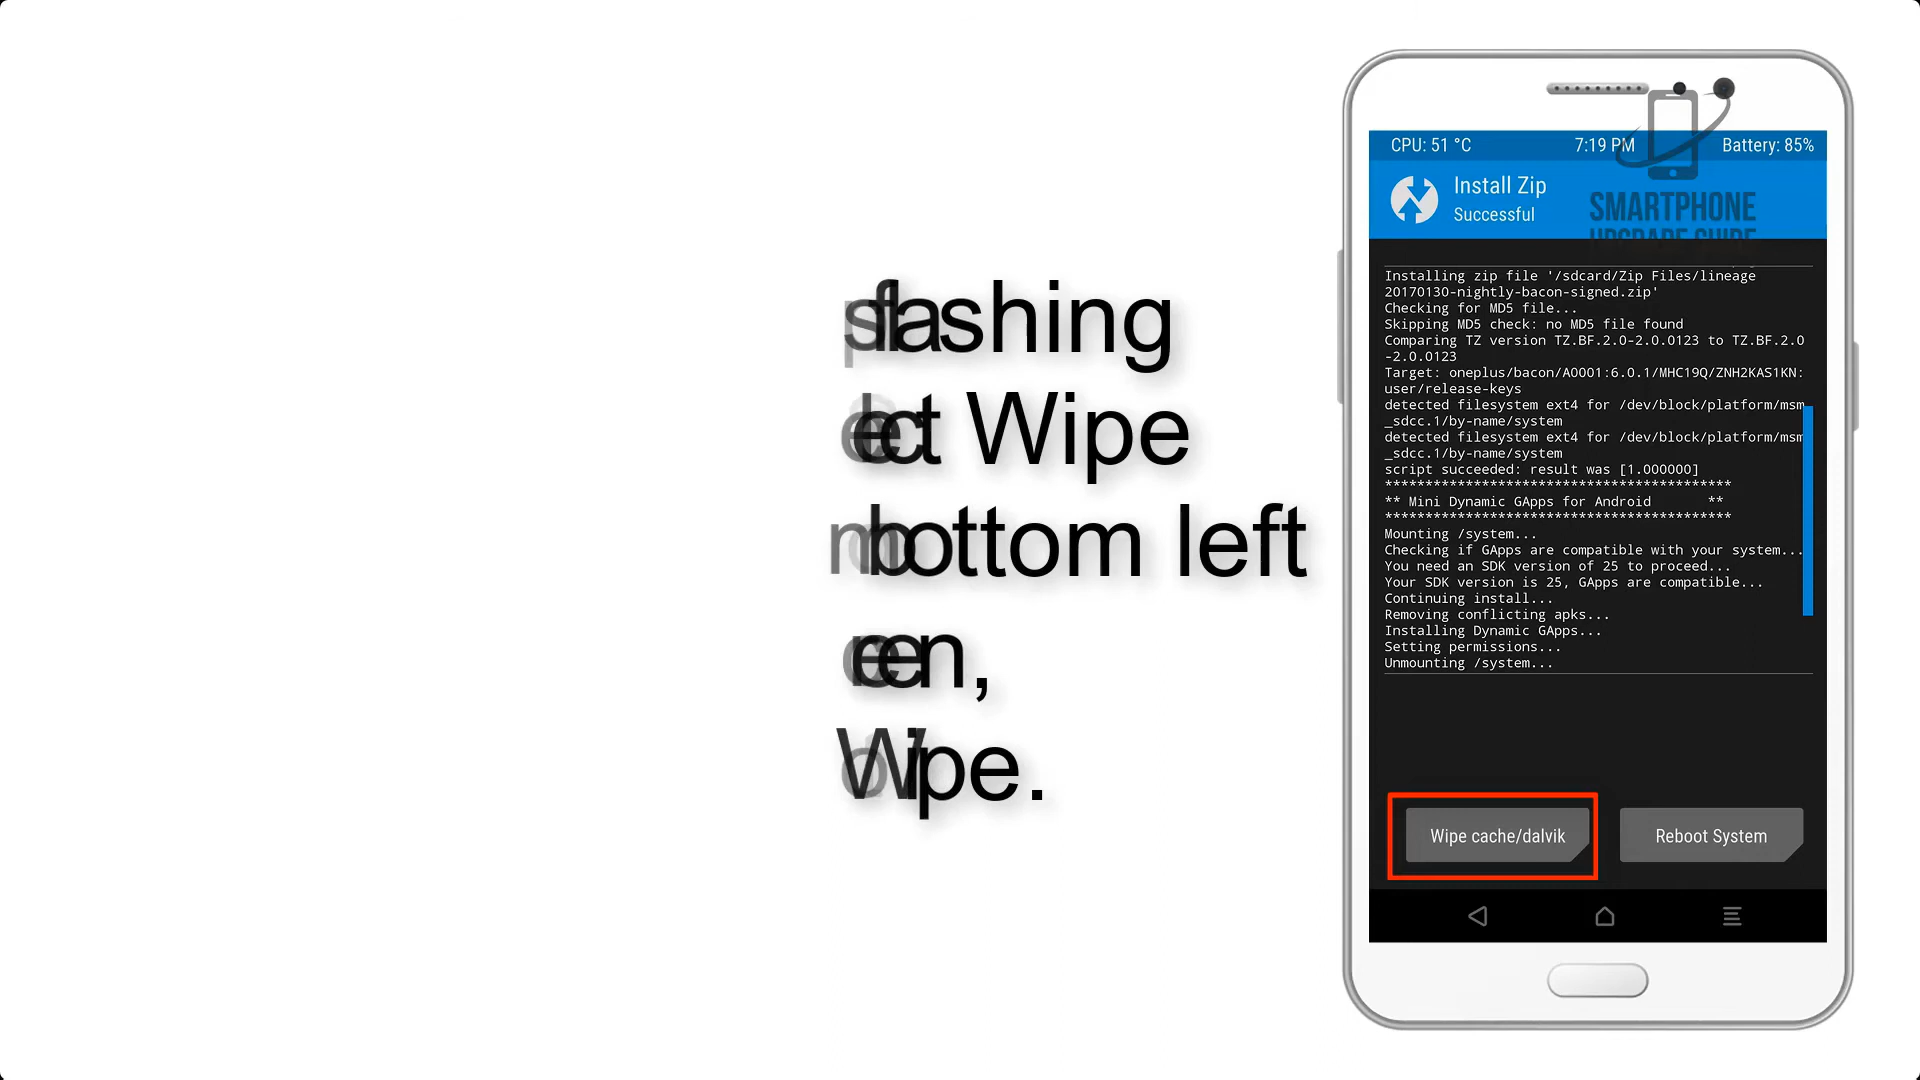 flashing
Wipe
bottom left
Wipe.
CPU: 51 °C
7:19 PM
Battery: 85%
Install Zip
Successful
SMARTPHONE
UPGRADE GUIDE
Installing zip file '/sdcard/Zip Files/lineage
20170130-nightly-bacon-signed.zip'
Checking for MD5 file...
Skipping MD5 check: no MD5 file found
Comparing TZ version TZ.BF.2.0-2.0.0123 to TZ.BF.2.0
-2.0.0123
Target: oneplus/bacon/A0001:6.0.1/MHC19Q/ZNH2KAS1KN:
user/release-keys
detected filesystem ext4 for /dev/block/platform/msm
_sdcc.1/by-name/system
detected filesystem ext4 for /dev/block/platform/msm
_sdcc.1/by-name/system
script succeeded: result was [1.000000]
*******************************************
** Mini Dynamic GApps for Android       **
*******************************************
Mounting /system...
Checking if GApps are compatible with your system...
You need an SDK version of 25 to proceed...
Your SDK version is 25, GApps are compatible...
Continuing install...
Removing conflicting apks...
Installing Dynamic GApps...
Setting permissions...
Unmounting /system...
Wipe cache/dalvik
Reboot System